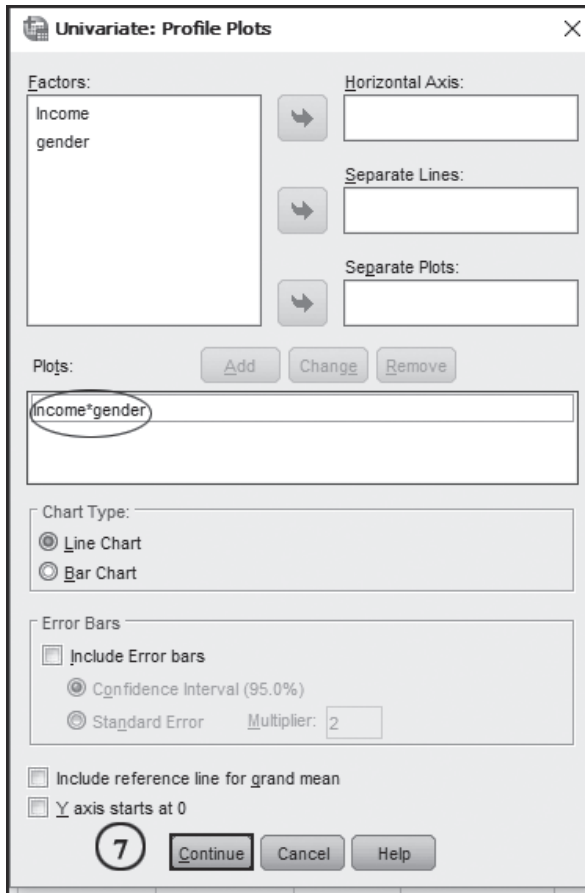 Univariate: Profile Plots
Factors:
Income
gender
Horizontal Axis:
Separate Lines:
Separate Plots:
Plots:
Add
Change
Remove
Income*gender
Chart Type:
Line Chart
Bar Chart
Error Bars
Include Error bars
Confidence Interval (95.0%)
Standard Error Multiplier: 2
Include reference line for grand mean
Y axis starts at 0
7
Continue
Cancel
Help